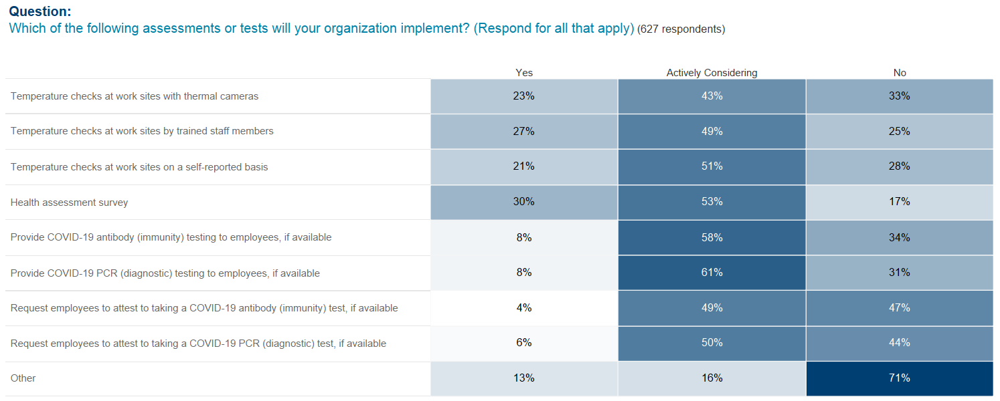 Question:
Which of the following assessments or tests will your organization implement? (Respond for all that apply) (627 respondents)
Yes Actively Considering No
Temperature checks at work sites with thermal cameras 23% 43% 33%
Temperature checks at work sites by trained staff members 27% 49% 25%
Temperature checks at work sites on a self-reported basis 21% 51% 28%
Health assessment survey 30% 53% 17%
Provide COVID-19 antibody (immunity) testing to employees, if available 8% 58% 34%
Provide COVID-19 PCR (diagnostic) testing to employees, if available 8% 61% 31%
Request employees to attest to taking a COVID-19 antibody (immunity) test, if available 4% 49% 47%
Request employees to attest to taking a COVID-19 PCR (diagnostic) test, if available 6% 50% 44%
Other 13% 16% 71%